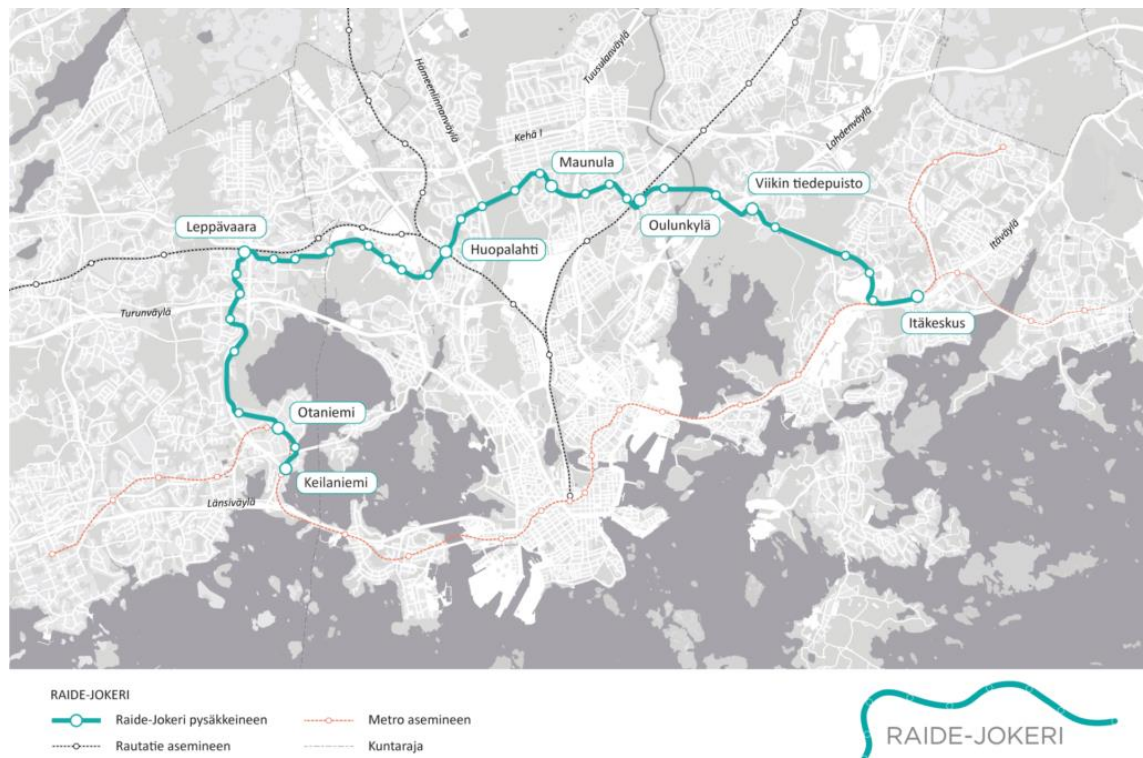 Hämeenlinnanväylä
Tuusulanväylä
Kehä I
Lahdenväylä
Maunula
Viikin tiedepuisto
Leppävaara
Oulunkylä
Huopalahti
Itäväylä
Turunväylä
Itäkeskus
Otaniemi
Keilaniemi
Länsiväylä
RAIDE-JOKERI
Raide-Jokeri pysäkkeineen
Metro asemineen
Rautatie asemineen
Kuntaraja
RAIDE-JOKERI